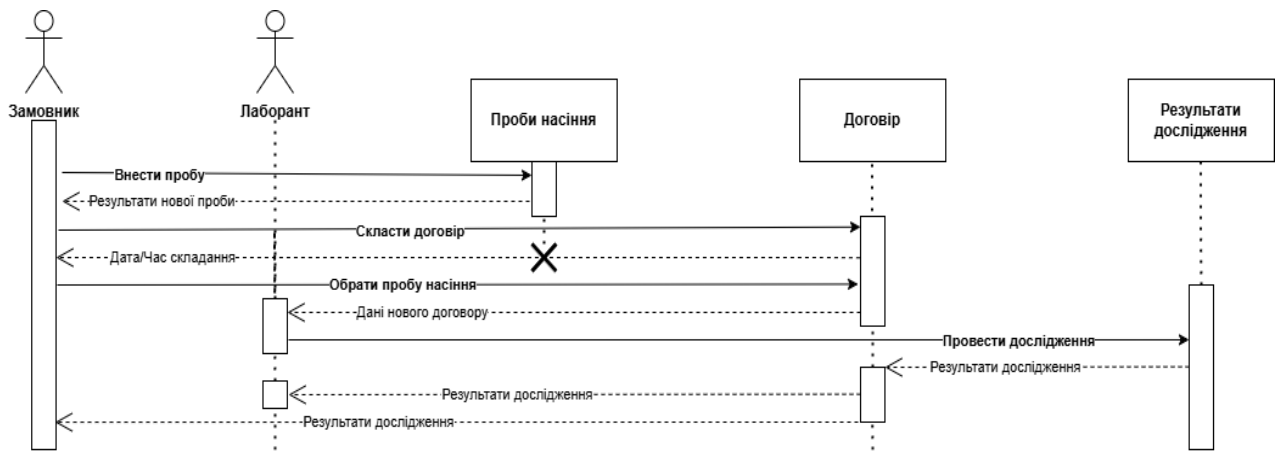 Замовник
Лаборант
Проби насіння
Договір
Результати
дослідження
Внести пробу
Результати нової проби
Скласти договір
Дата/Час складання
Обрати пробу насіння
Дані нового договору
Провести дослідження
Результати дослідження
Результати дослідження
Результати дослідження